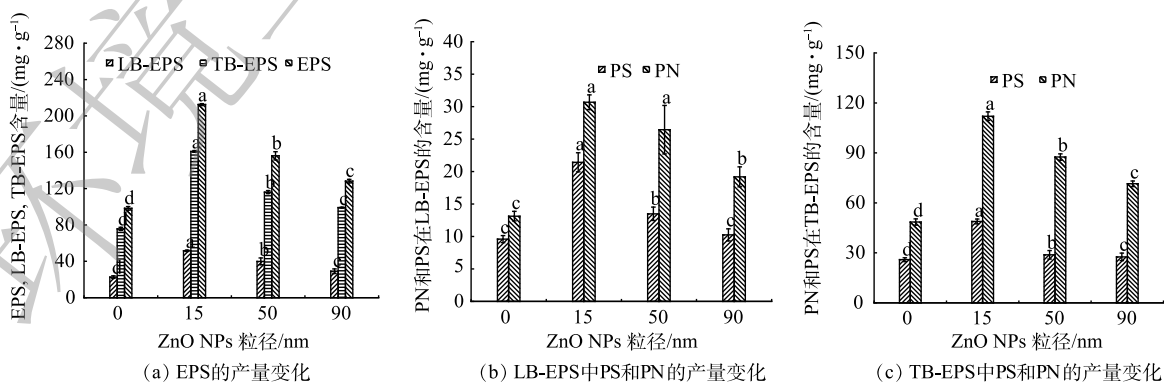 EPS, LB-EPS, TB-EPS含量/(mg·g⁻¹)
280
240
200
160
120
80
40
0
LB-EPS TB-EPS EPS
d c d
a a a
b b b
c c c
0 15 50 90
ZnO NPs 粒径/nm
(a) EPS的产量变化
PN和PS在LB-EPS的含量/(mg·g⁻¹)
40
35
30
25
20
15
10
5
0
PS PN
c c
a a
b a
c b
0 15 50 90
ZnO NPs 粒径/nm
(b) LB-EPS中PS和PN的产量变化
PN和PS在TB-EPS的含量/(mg·g⁻¹)
150
120
90
60
30
0
PS PN
d d
a a
b b
c c
0 15 50 90
ZnO NPs 粒径/nm
(c) TB-EPS中PS和PN的产量变化
环境